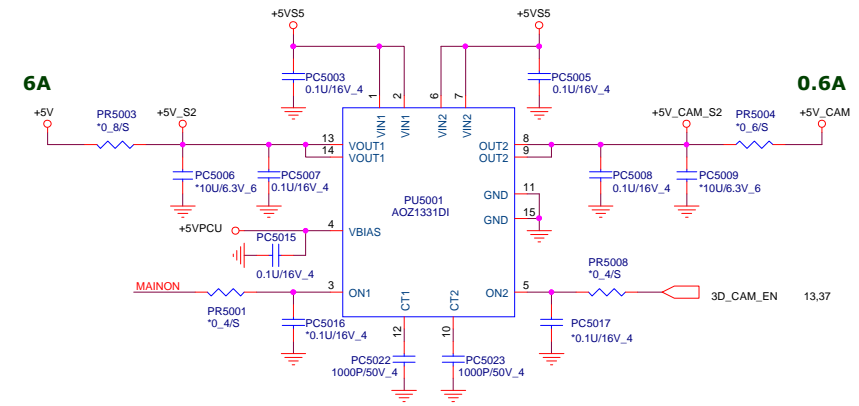 +5VS5
+5VS5
PC5003
0.1U/16V_4
PC5005
0.1U/16V_4
6A
0.6A
+5V
PR5003
*0_8/S
+5V_S2
+5V_CAM_S2
PR5004
*0_6/S
+5V_CAM
1
2
6
7
VIN1
VIN1
VIN2
VIN2
13
VOUT1
14
VOUT1
8
OUT2
9
OUT2
PC5006
*10U/6.3V_6
PC5007
0.1U/16V_4
PC5008
0.1U/16V_4
PC5009
*10U/6.3V_6
PU5001
AOZ1331DI
GND
11
GND
15
+5VPCU
4
VBIAS
PC5015
0.1U/16V_4
MAINON
PR5001
*0_4/S
3
ON1
CT1
CT2
ON2
5
PR5008
*0_4/S
3D_CAM_EN
13,37
PC5016
*0.1U/16V_4
PC5017
*0.1U/16V_4
12
10
PC5022
1000P/50V_4
PC5023
1000P/50V_4